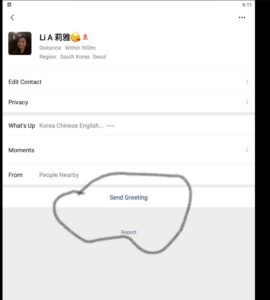 6:11
Li A 莉雅
Distance: Within 900m
Region: South Korea Seoul
Edit Contact
Privacy
What's Up Korea Chinese English...
Moments
From People Nearby
Send Greeting
Report